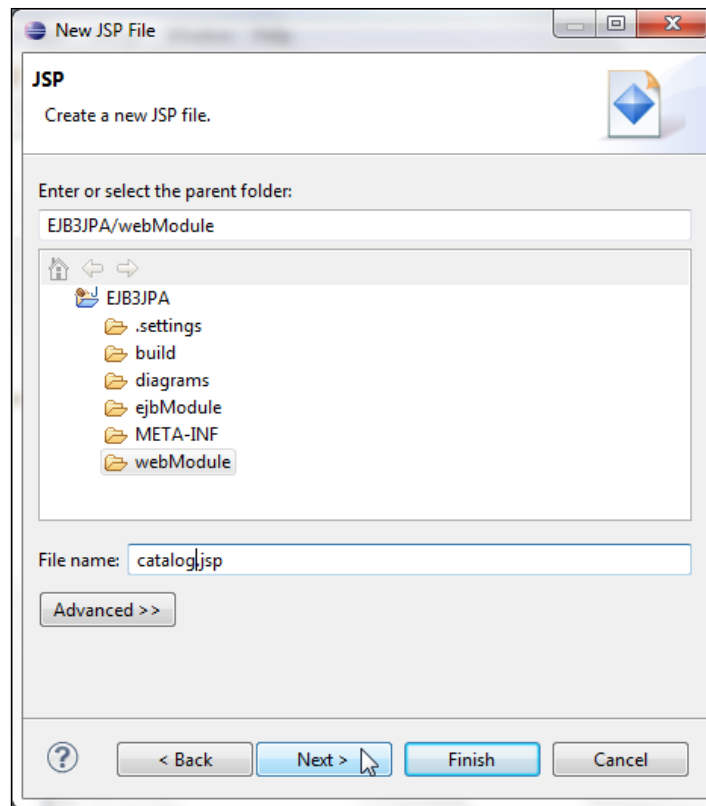 New JSP File
JSP
Create a new JSP file.
Enter or select the parent folder:
EJB3JPA/webModule
EJB3JPA
.settings
build
diagrams
ejbModule
META-INF
webModule
File name: catalog.jsp
Advanced >>
< Back Next > Finish Cancel